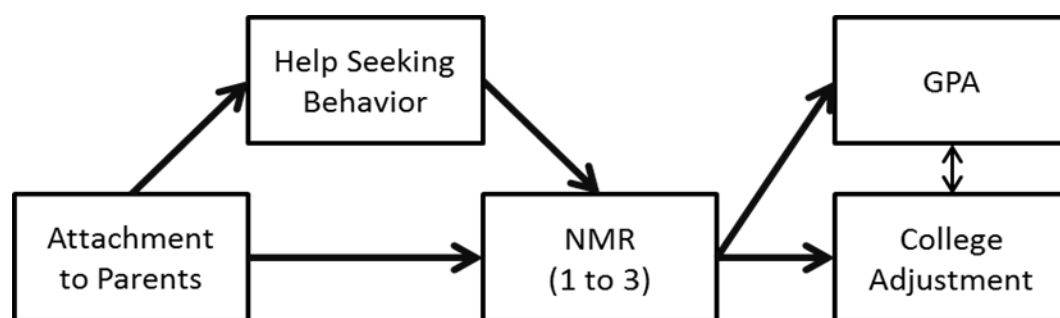 Help Seeking
Behavior
GPA
Attachment
to Parents
NMR
(1 to 3)
College
Adjustment